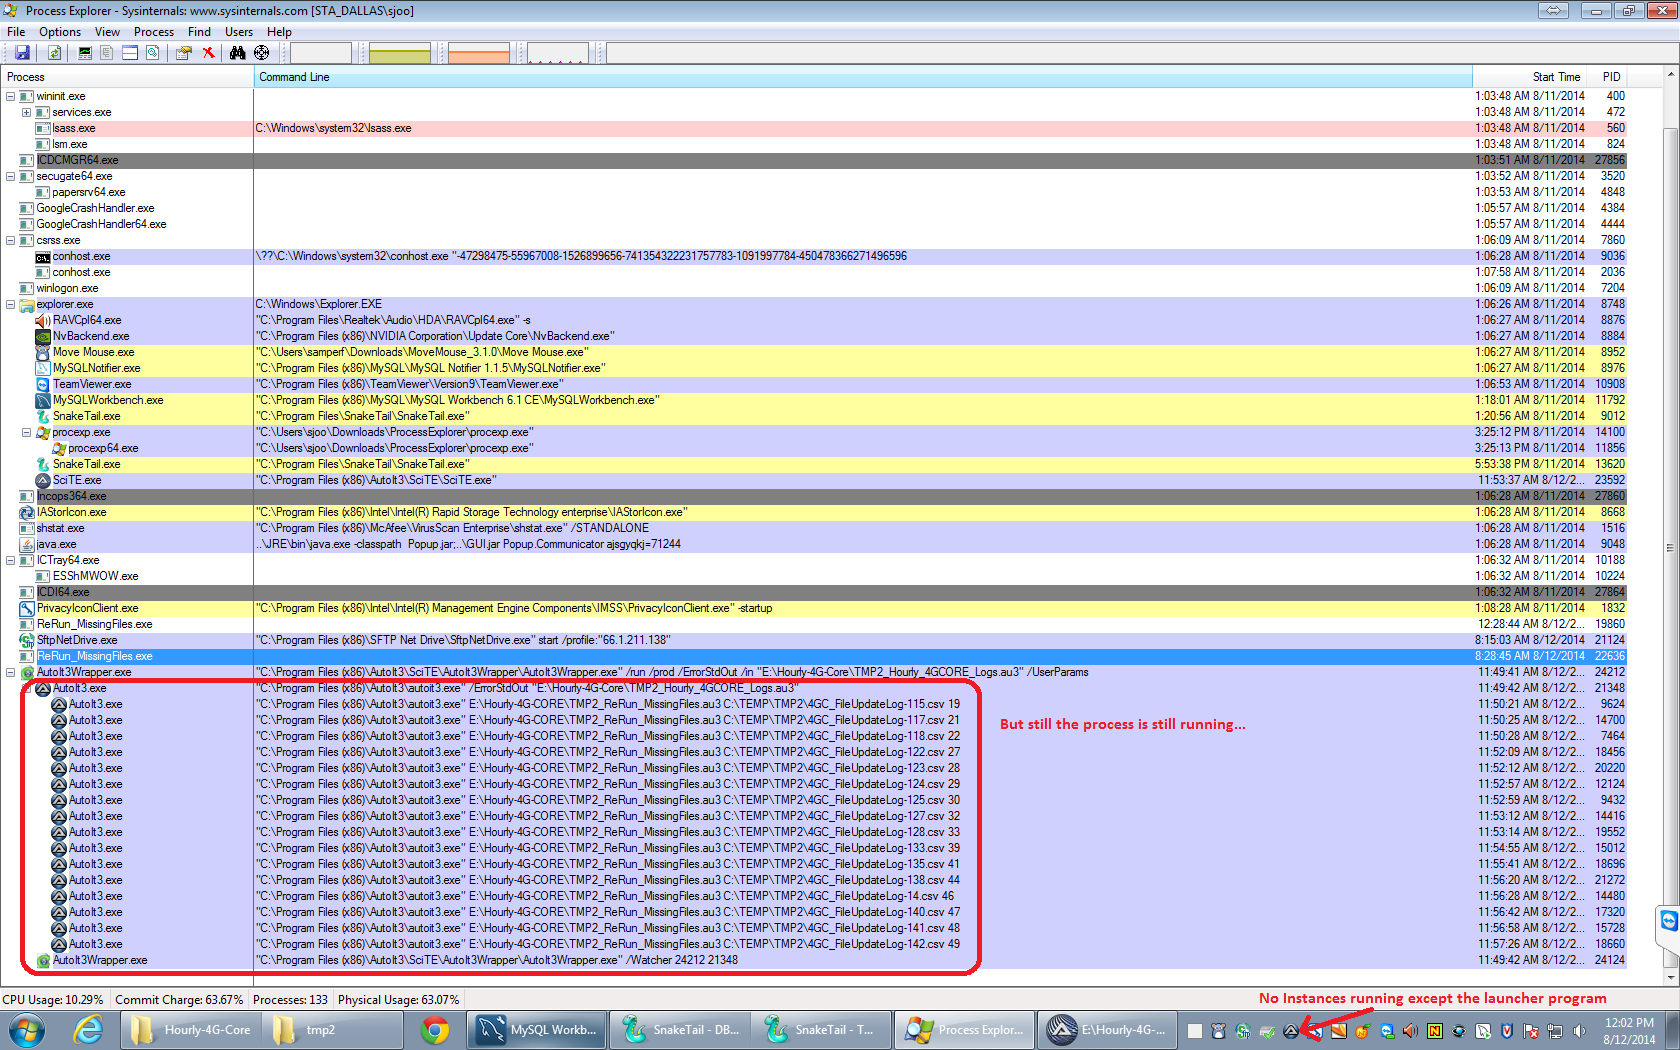 Process Explorer - Sysinternals: www.sysinternals.com [STA_DALLAS\sjoo]
File Options View Process Find Users Help
Process Command Line Start Time PID
wininit.exe 1:03:48 AM 8/11/2014 400
services.exe 1:03:48 AM 8/11/2014 472
lsass.exe C:\Windows\system32\lsass.exe 1:03:48 AM 8/11/2014 560
lsm.exe 1:03:48 AM 8/11/2014 824
ICDCMGR64.exe 1:03:51 AM 8/11/2014 27856
secugate64.exe 1:03:52 AM 8/11/2014 3520
papersrv64.exe 1:03:53 AM 8/11/2014 4848
GoogleCrashHandler.exe 1:05:57 AM 8/11/2014 4384
GoogleCrashHandler64.exe 1:05:57 AM 8/11/2014 4444
csrss.exe 1:06:09 AM 8/11/2014 7860
conhost.exe \??\C:\Windows\system32\conhost.exe "-47298475-55967008-1526899656-741354322231757783-1091997784-450478366271496596 1:06:28 AM 8/11/2014 9036
conhost.exe 1:07:58 AM 8/11/2014 2036
winlogon.exe 1:06:09 AM 8/11/2014 7204
explorer.exe C:\Windows\Explorer.EXE 1:06:26 AM 8/11/2014 8748
RAVCpl64.exe "C:\Program Files\Realtek\Audio\HDA\RAVCpl64.exe" -s 1:06:27 AM 8/11/2014 8876
NvBackend.exe "C:\Program Files (x86)\NVIDIA Corporation\Update Core\NvBackend.exe" 1:06:27 AM 8/11/2014 8884
Move Mouse.exe "C:\Users\samperf\Downloads\MoveMouse_3.1.0\Move Mouse.exe" 1:06:27 AM 8/11/2014 8952
MySQLNotifier.exe "C:\Program Files (x86)\MySQL\MySQL Notifier 1.1.5\MySQLNotifier.exe" 1:06:27 AM 8/11/2014 8976
TeamViewer.exe "C:\Program Files (x86)\TeamViewer\Version9\TeamViewer.exe" 1:06:53 AM 8/11/2014 10908
MySQLWorkbench.exe "C:\Program Files (x86)\MySQL\MySQL Workbench 6.1 CE\MySQLWorkbench.exe" 1:18:01 AM 8/11/2014 11792
SnakeTail.exe "C:\Program Files\SnakeTail\SnakeTail.exe" 1:20:56 AM 8/11/2014 9012
procexp.exe "C:\Users\sjoo\Downloads\ProcessExplorer\procexp.exe" 3:25:12 PM 8/11/2014 14100
procexp64.exe "C:\Users\sjoo\Downloads\ProcessExplorer\procexp.exe" 3:25:13 PM 8/11/2014 11856
SnakeTail.exe "C:\Program Files\SnakeTail\SnakeTail.exe" 5:53:38 PM 8/11/2014 13620
SciTE.exe "C:\Program Files (x86)\AutoIt3\SciTE\SciTE.exe" 11:53:37 AM 8/12/2... 23592
Incops364.exe 1:06:28 AM 8/11/2014 27860
IAStorIcon.exe "C:\Program Files (x86)\Intel\Intel(R) Rapid Storage Technology enterprise\IAStorIcon.exe" 1:06:28 AM 8/11/2014 8668
shstat.exe "C:\Program Files (x86)\McAfee\VirusScan Enterprise\shstat.exe" /STANDALONE 1:06:28 AM 8/11/2014 1516
java.exe ..\JRE\bin\java.exe -classpath Popup.jar;..\GUI.jar Popup.Communicator ajsgyqkj=71244 1:06:28 AM 8/11/2014 9048
ICTray64.exe 1:06:32 AM 8/11/2014 10188
ESShMWOW.exe 1:06:32 AM 8/11/2014 10224
ICDI64.exe 1:06:32 AM 8/11/2014 27864
PrivacyIconClient.exe "C:\Program Files (x86)\Intel\Intel(R) Management Engine Components\IMSS\PrivacyIconClient.exe" -startup 1:08:28 AM 8/11/2014 1832
ReRun_MissingFiles.exe 12:28:44 AM 8/12/2... 19860
SftpNetDrive.exe "C:\Program Files (x86)\SFTP Net Drive\SftpNetDrive.exe" start /profile:"66.1.211.138" 8:15:03 AM 8/12/2014 21124
ReRun_MissingFiles.exe 8:28:45 AM 8/12/2014 22636
AutoIt3Wrapper.exe "C:\Program Files (x86)\AutoIt3\SciTE\AutoIt3Wrapper\AutoIt3Wrapper.exe" /run /prod /ErrorStdOut /in "E:\Hourly-4G-Core\TMP2_Hourly_4GCORE_Logs.au3" /UserParams 11:49:41 AM 8/12/2... 24212
AutoIt3.exe "C:\Program Files (x86)\AutoIt3\autoit3.exe" /ErrorStdOut "E:\Hourly-4G-Core\TMP2_Hourly_4GCORE_Logs.au3" 11:49:42 AM 8/12/2... 21348
AutoIt3.exe "C:\Program Files (x86)\AutoIt3\autoit3.exe" E:\Hourly-4G-CORE\TMP2_ReRun_MissingFiles.au3 C:\TEMP\TMP2\4GC_FileUpdateLog-115.csv 19 11:50:21 AM 8/12/2... 9624
AutoIt3.exe "C:\Program Files (x86)\AutoIt3\autoit3.exe" E:\Hourly-4G-CORE\TMP2_ReRun_MissingFiles.au3 C:\TEMP\TMP2\4GC_FileUpdateLog-117.csv 21 11:50:25 AM 8/12/2... 14700
AutoIt3.exe "C:\Program Files (x86)\AutoIt3\autoit3.exe" E:\Hourly-4G-CORE\TMP2_ReRun_MissingFiles.au3 C:\TEMP\TMP2\4GC_FileUpdateLog-118.csv 22 11:50:28 AM 8/12/2... 7464
AutoIt3.exe "C:\Program Files (x86)\AutoIt3\autoit3.exe" E:\Hourly-4G-CORE\TMP2_ReRun_MissingFiles.au3 C:\TEMP\TMP2\4GC_FileUpdateLog-122.csv 27 11:52:09 AM 8/12/2... 18456
AutoIt3.exe "C:\Program Files (x86)\AutoIt3\autoit3.exe" E:\Hourly-4G-CORE\TMP2_ReRun_MissingFiles.au3 C:\TEMP\TMP2\4GC_FileUpdateLog-123.csv 28 11:52:12 AM 8/12/2... 20220
AutoIt3.exe "C:\Program Files (x86)\AutoIt3\autoit3.exe" E:\Hourly-4G-CORE\TMP2_ReRun_MissingFiles.au3 C:\TEMP\TMP2\4GC_FileUpdateLog-124.csv 29 11:52:57 AM 8/12/2... 12124
AutoIt3.exe "C:\Program Files (x86)\AutoIt3\autoit3.exe" E:\Hourly-4G-CORE\TMP2_ReRun_MissingFiles.au3 C:\TEMP\TMP2\4GC_FileUpdateLog-125.csv 30 11:52:59 AM 8/12/2... 9432
AutoIt3.exe "C:\Program Files (x86)\AutoIt3\autoit3.exe" E:\Hourly-4G-CORE\TMP2_ReRun_MissingFiles.au3 C:\TEMP\TMP2\4GC_FileUpdateLog-127.csv 32 11:53:12 AM 8/12/2... 14416
AutoIt3.exe "C:\Program Files (x86)\AutoIt3\autoit3.exe" E:\Hourly-4G-CORE\TMP2_ReRun_MissingFiles.au3 C:\TEMP\TMP2\4GC_FileUpdateLog-128.csv 33 11:53:14 AM 8/12/2... 19552
AutoIt3.exe "C:\Program Files (x86)\AutoIt3\autoit3.exe" E:\Hourly-4G-CORE\TMP2_ReRun_MissingFiles.au3 C:\TEMP\TMP2\4GC_FileUpdateLog-133.csv 39 11:54:55 AM 8/12/2... 15012
AutoIt3.exe "C:\Program Files (x86)\AutoIt3\autoit3.exe" E:\Hourly-4G-CORE\TMP2_ReRun_MissingFiles.au3 C:\TEMP\TMP2\4GC_FileUpdateLog-135.csv 41 11:55:41 AM 8/12/2... 18696
AutoIt3.exe "C:\Program Files (x86)\AutoIt3\autoit3.exe" E:\Hourly-4G-CORE\TMP2_ReRun_MissingFiles.au3 C:\TEMP\TMP2\4GC_FileUpdateLog-138.csv 44 11:56:20 AM 8/12/2... 21272
AutoIt3.exe "C:\Program Files (x86)\AutoIt3\autoit3.exe" E:\Hourly-4G-CORE\TMP2_ReRun_MissingFiles.au3 C:\TEMP\TMP2\4GC_FileUpdateLog-14.csv 46 11:56:28 AM 8/12/2... 14480
AutoIt3.exe "C:\Program Files (x86)\AutoIt3\autoit3.exe" E:\Hourly-4G-CORE\TMP2_ReRun_MissingFiles.au3 C:\TEMP\TMP2\4GC_FileUpdateLog-140.csv 47 11:56:42 AM 8/12/2... 17320
AutoIt3.exe "C:\Program Files (x86)\AutoIt3\autoit3.exe" E:\Hourly-4G-CORE\TMP2_ReRun_MissingFiles.au3 C:\TEMP\TMP2\4GC_FileUpdateLog-141.csv 48 11:56:58 AM 8/12/2... 15728
AutoIt3.exe "C:\Program Files (x86)\AutoIt3\autoit3.exe" E:\Hourly-4G-CORE\TMP2_ReRun_MissingFiles.au3 C:\TEMP\TMP2\4GC_FileUpdateLog-142.csv 49 11:57:26 AM 8/12/2... 18660
AutoIt3Wrapper.exe "C:\Program Files (x86)\AutoIt3\SciTE\AutoIt3Wrapper\AutoIt3Wrapper.exe" /Watcher 24212 21348 11:49:42 AM 8/12/2... 24124
But still the process is still running...
CPU Usage: 10.29% Commit Charge: 63.67% Processes: 133 Physical Usage: 63.07%
No Instances running except the launcher program
Hourly-4G-Core tmp2 MySQL Workb... SnakeTail - DB... SnakeTail - T... Process Explor... E:\Hourly-4G-...
12:02 PM
8/12/2014